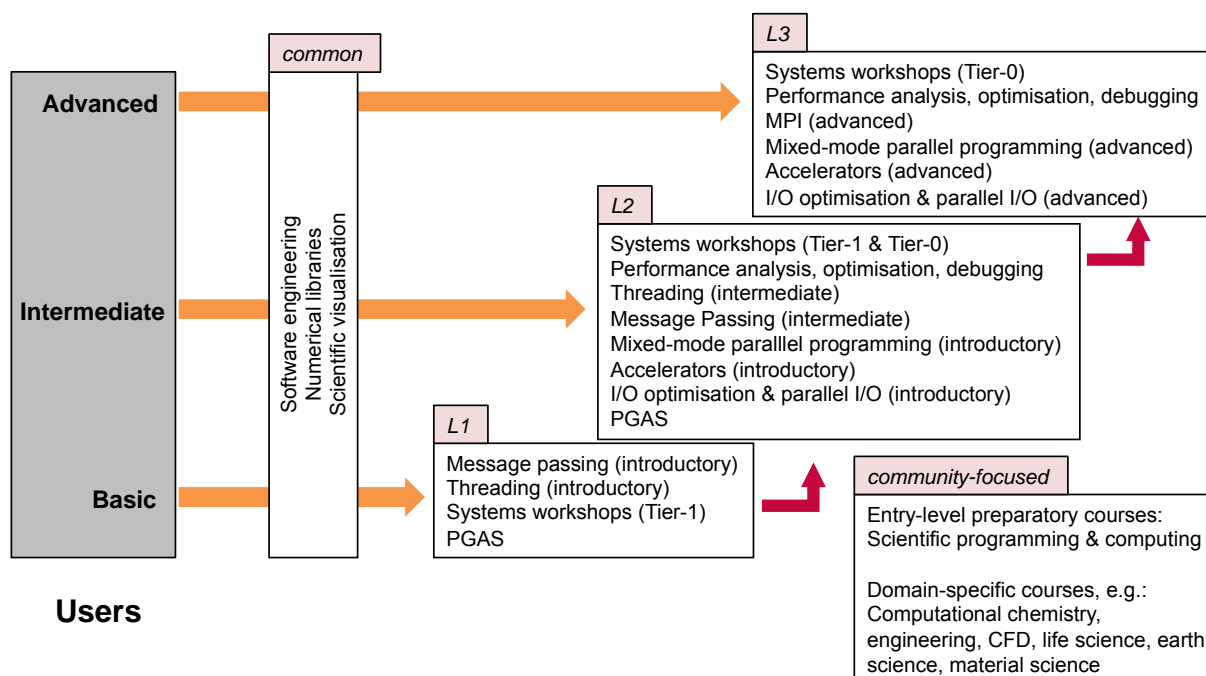 common
Advanced
Intermediate
Basic
Users
Software engineering
Numerical libraries
Scientific visualisation
L3
Systems workshops (Tier-0)
Performance analysis, optimisation, debugging
MPI (advanced)
Mixed-mode parallel programming (advanced)
Accelerators (advanced)
I/O optimisation & parallel I/O (advanced)
L2
Systems workshops (Tier-1 & Tier-0)
Performance analysis, optimisation, debugging
Threading (intermediate)
Message Passing (intermediate)
Mixed-mode paralllel programming (introductory)
Accelerators (introductory)
I/O optimisation & parallel I/O (introductory)
PGAS
L1
Message passing (introductory)
Threading (introductory)
Systems workshops (Tier-1)
PGAS
community-focused
Entry-level preparatory courses:
Scientific programming & computing
Domain-specific courses, e.g.:
Computational chemistry,
engineering, CFD, life science, earth
science, material science